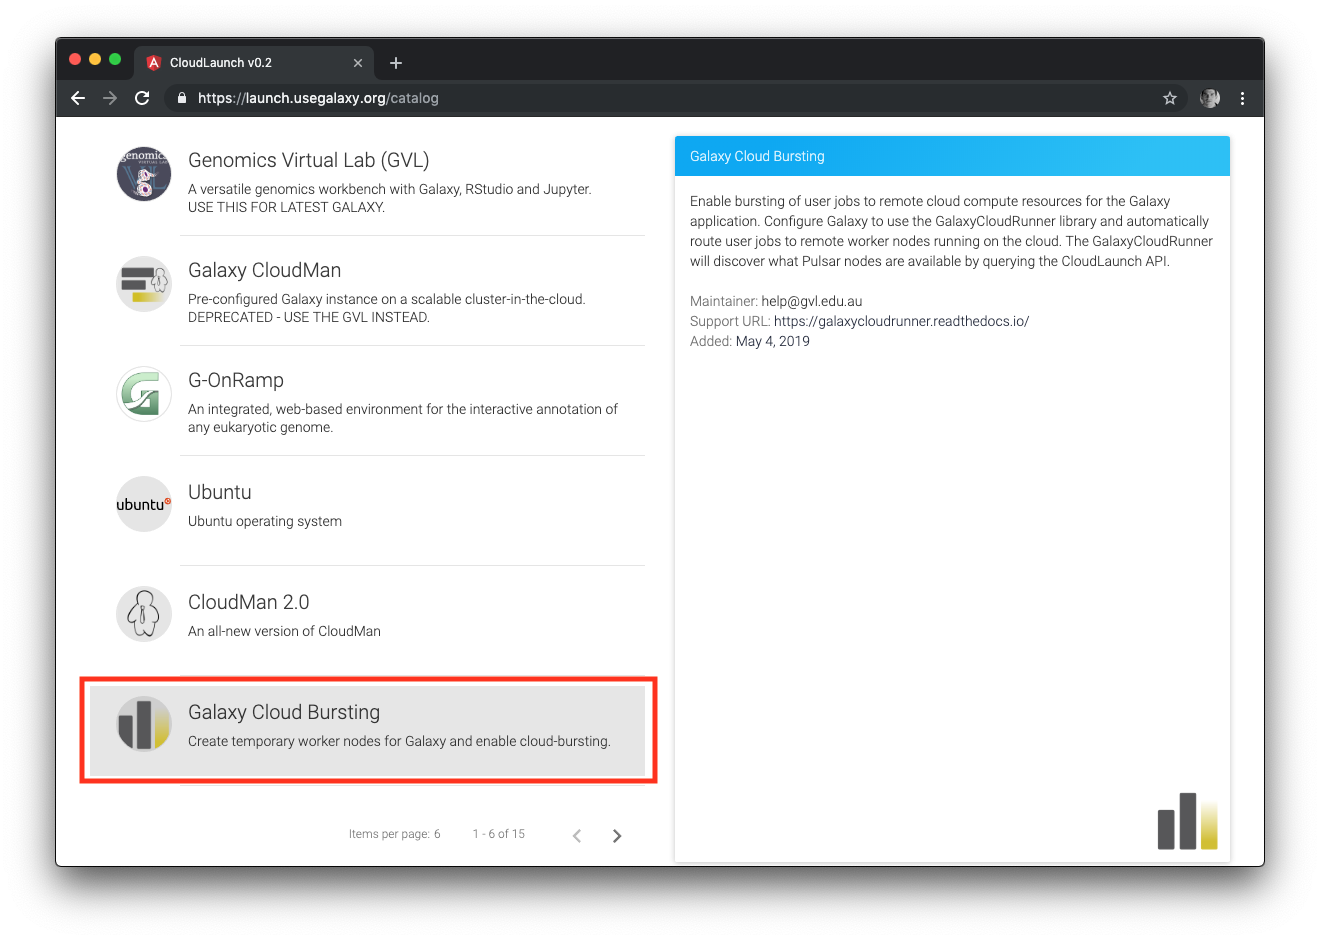 CloudLaunch v0.2
https://launch.usegalaxy.org/catalog
genomics
VIRTUAL LAB
Genomics Virtual Lab (GVL)
A versatile genomics workbench with Galaxy, RStudio and Jupyter.
USE THIS FOR LATEST GALAXY.
Galaxy CloudMan
Pre-configured Galaxy instance on a scalable cluster-in-the-cloud.
DEPRECATED - USE THE GVL INSTEAD.
G-OnRamp
An integrated, web-based environment for the interactive annotation of
any eukaryotic genome.
ubuntu
Ubuntu
Ubuntu operating system
CloudMan 2.0
An all-new version of CloudMan
Galaxy Cloud Bursting
Create temporary worker nodes for Galaxy and enable cloud-bursting.
Items per page: 6 1 - 6 of 15
Galaxy Cloud Bursting
Enable bursting of user jobs to remote cloud compute resources for the Galaxy
application. Configure Galaxy to use the GalaxyCloudRunner library and automatically
route user jobs to remote worker nodes running on the cloud. The GalaxyCloudRunner
will discover what Pulsar nodes are available by querying the CloudLaunch API.
Maintainer: help@gvl.edu.au
Support URL: https://galaxycloudrunner.readthedocs.io/
Added: May 4, 2019